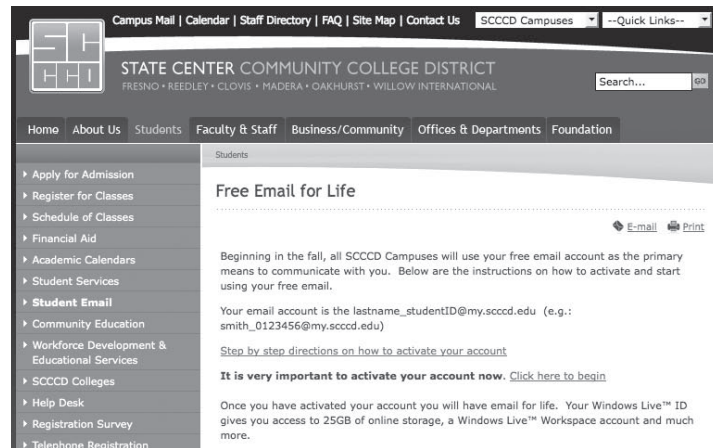 Campus Mail | Calendar | Staff Directory | FAQ | Site Map | Contact Us
SCCCD Campuses
--Quick Links--
SCCCD
STATE CENTER COMMUNITY COLLEGE DISTRICT
FRESNO • REEDLEY • CLOVIS • MADERA • OAKHURST • WILLOW INTERNATIONAL
Search...
GO
Home About Us Students Faculty & Staff Business/Community Offices & Departments Foundation
Apply for Admission
Register for Classes
Schedule of Classes
Financial Aid
Academic Calendars
Student Services
Student Email
Community Education
Workforce Development &
Educational Services
SCCCD Colleges
Help Desk
Registration Survey
Telephone Registration
Students
Free Email for Life
E-mail Print
Beginning in the fall, all SCCCD Campuses will use your free email account as the primary
means to communicate with you. Below are the instructions on how to activate and start
using your free email.
Your email account is the lastname_studentID@my.scccd.edu (e.g.:
smith_0123456@my.scccd.edu)
Step by step directions on how to activate your account
It is very important to activate your account now. Click here to begin
Once you have activated your account you will have email for life. Your Windows Live™ ID
gives you access to 25GB of online storage, a Windows Live™ Workspace account and much
more.